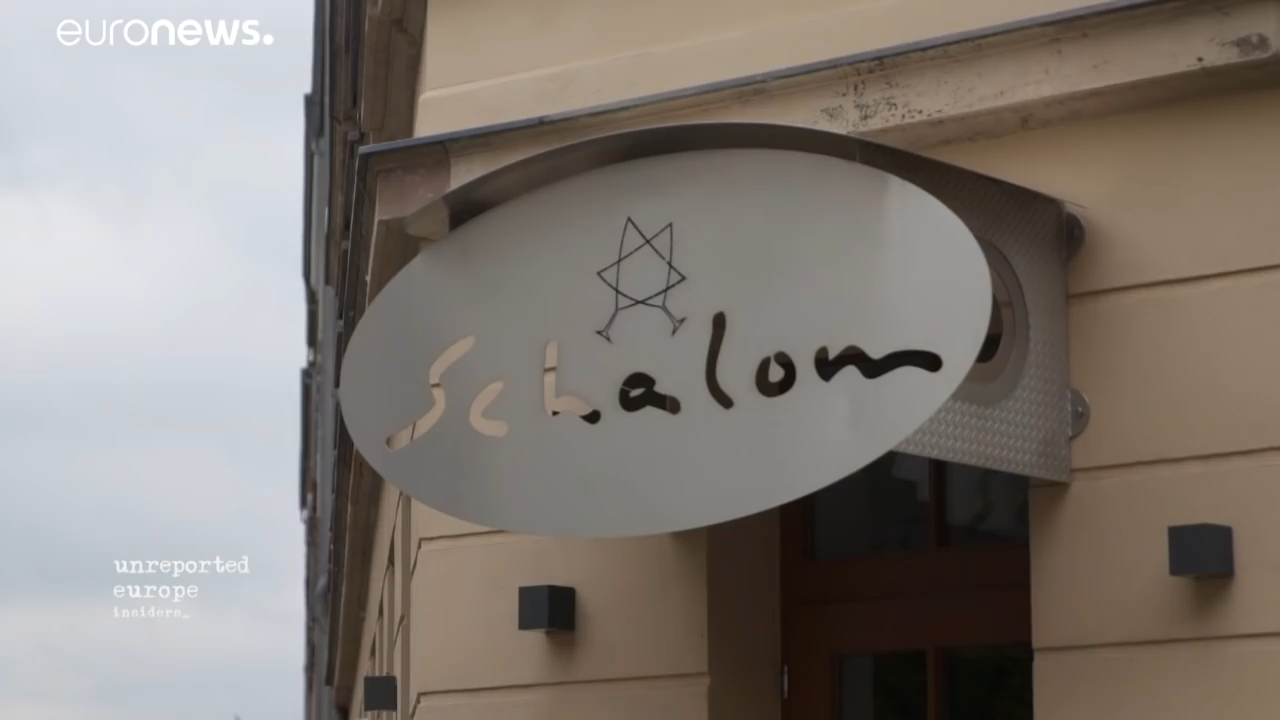 euronews.
Schalom
unreported
europe
insiders_